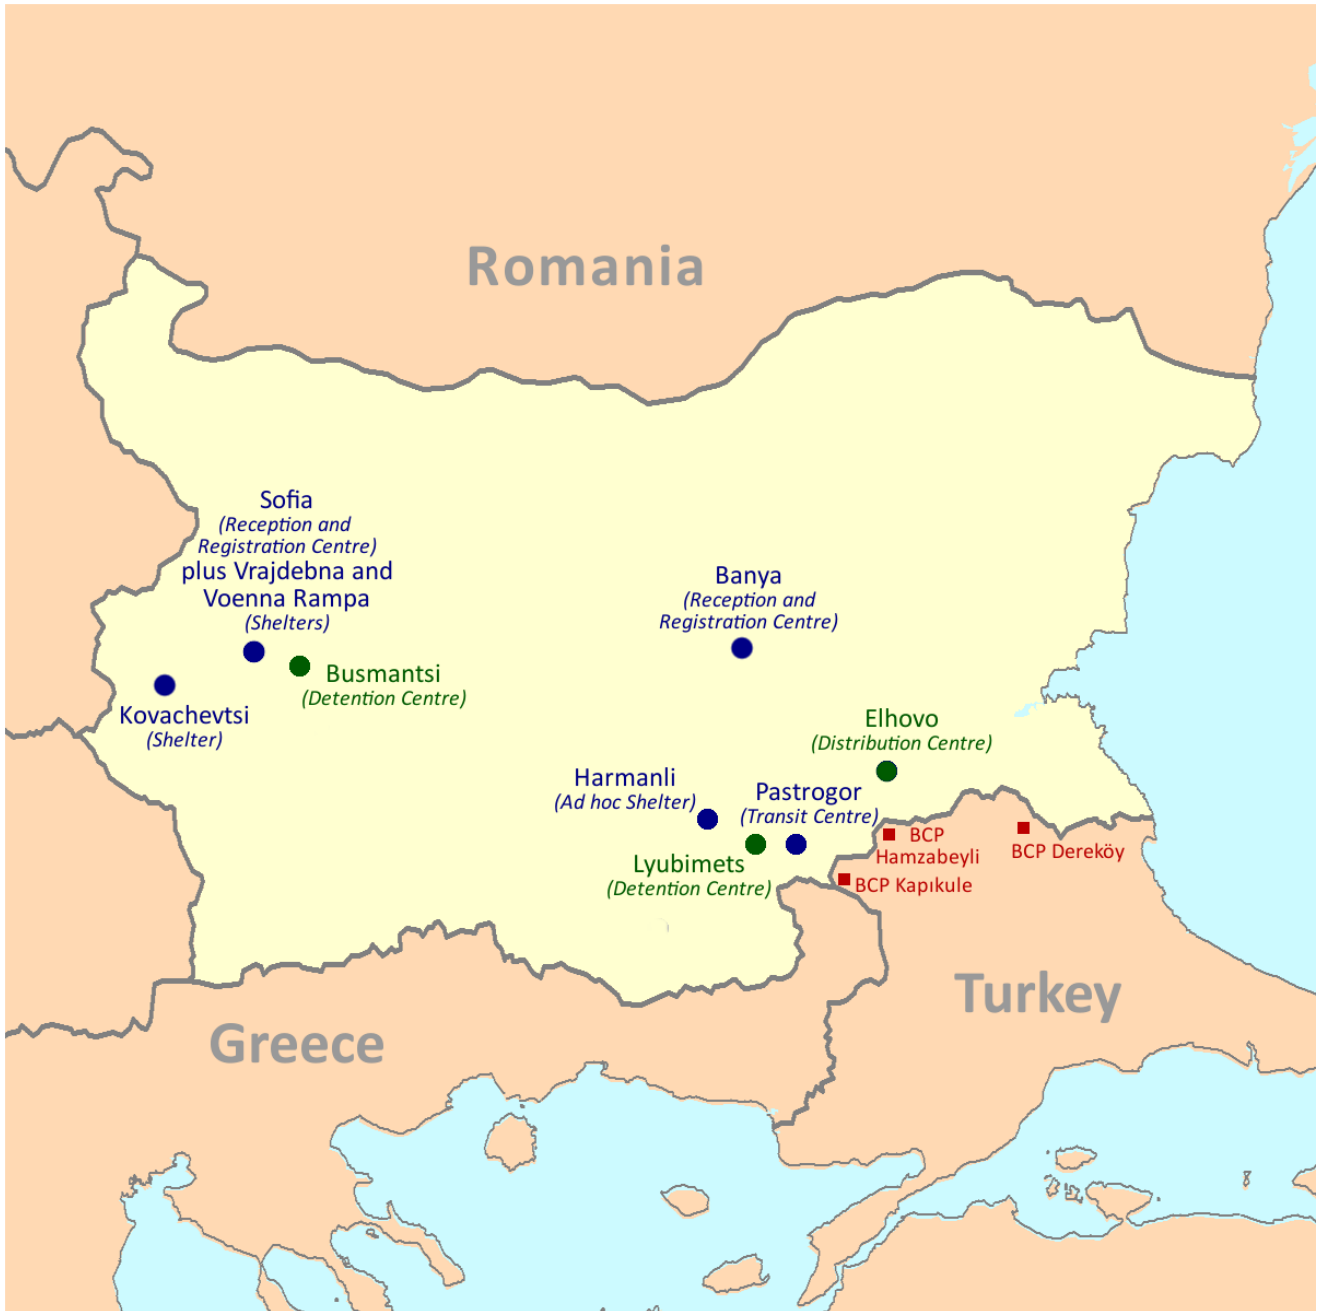 Romania
Sofia
(Reception and
Registration Centre)
plus Vrajdebna and
Voenna Rampa
(Shelters)
Banya
(Reception and
Registration Centre)
Busmantsi
(Detention Centre)
Kovachevtsi
(Shelter)
Elhovo
(Distribution Centre)
Harmanli
(Ad hoc Shelter)
Pastrogor
(Transit Centre)
Lyubimets
(Detention Centre)
BCP
Hamzabeyli
BCP Dereköy
BCP Kapıkule
Turkey
Greece